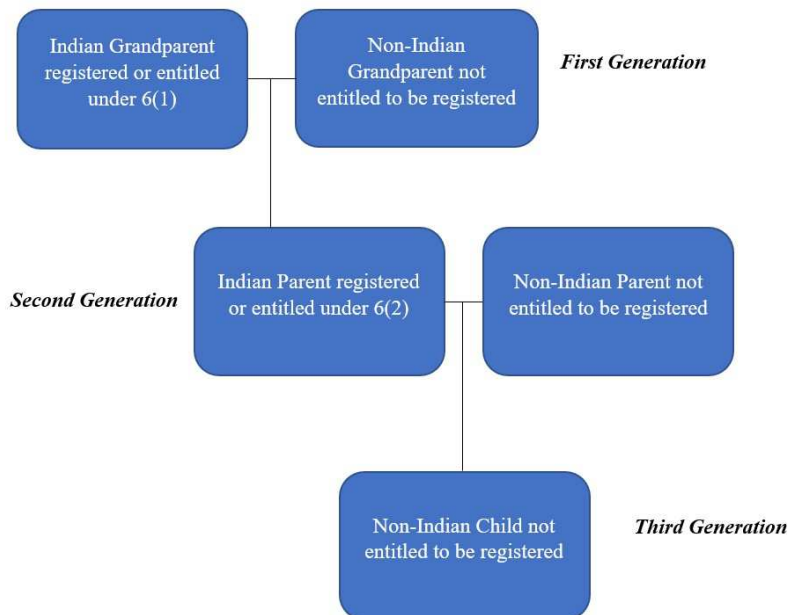 Indian Grandparent
registered or entitled
under 6(1)
Non-Indian
Grandparent not
entitled to be registered
First Generation
Second Generation
Indian Parent registered
or entitled under 6(2)
Non-Indian Parent not
entitled to be registered
Non-Indian Child not
entitled to be registered
Third Generation